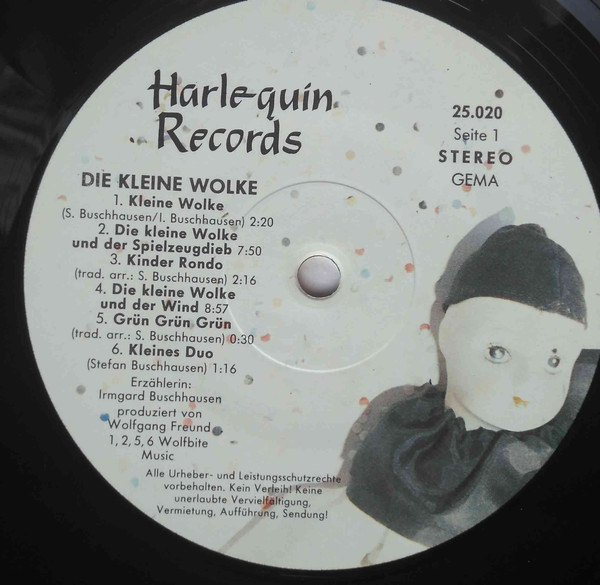 Harlequin
Records
25.020
Seite 1
STEREO
GEMA
DIE KLEINE WOLKE
1. Kleine Wolke
(S. Buschhausen/I. Buschhausen) 2:20
2. Die kleine Wolke
und der Spielzeugdieb 7:50
3. Kinder Rondo
(trad. arr.: S. Buschhausen) 2:16
4. Die kleine Wolke
und der Wind 8:57
5. Grün Grün Grün
(trad. arr.: S. Buschhausen) 0:30
6. Kleines Duo
(Stefan Buschhausen) 1:16
Erzählerin:
Irmgard Buschhausen
produziert von
Wolfgang Freund
1, 2, 5, 6 Wolfbite
Music
Alle Urheber- und Leistungsschutzrechte
vorbehalten. Kein Verleih! Keine
unerlaubte Vervielfältigung,
Vermietung, Aufführung, Sendung!